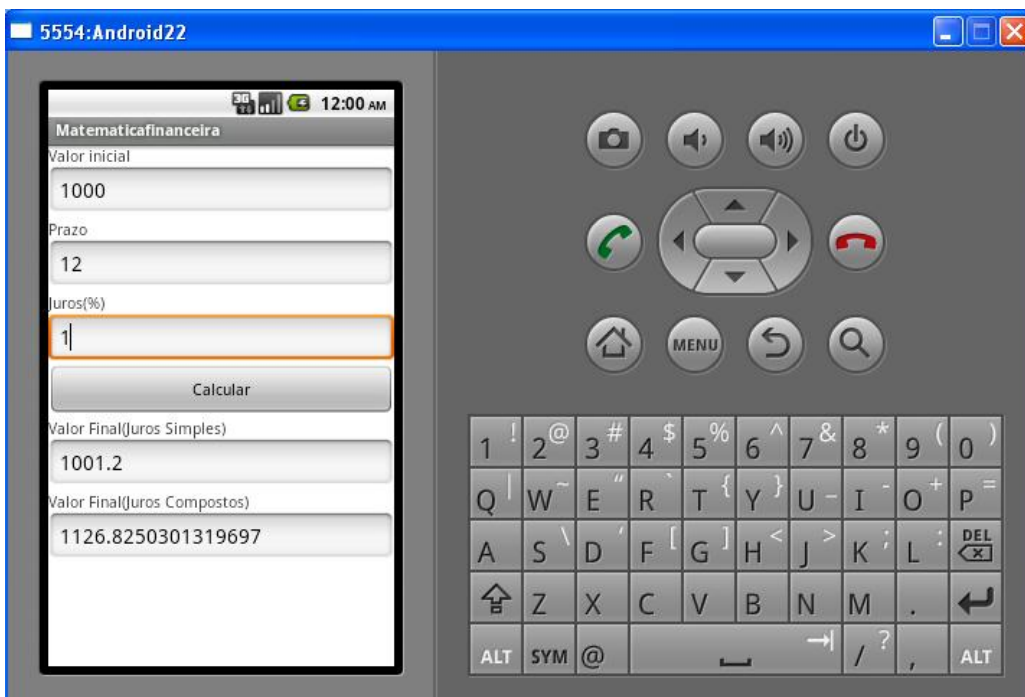 5554:Android22
3G
12:00 AM
Matematicafinanceira
Valor inicial
1000
Prazo
12
Juros(%)
1
Calcular
Valor Final(Juros Simples)
1001.2
Valor Final(Juros Compostos)
1126.8250301319697
MENU
1 ! 2 @ 3 # 4 $ 5 % 6 ^ 7 & 8 * 9 ( 0 )
Q | W ~ E " R ` T { Y } U _ I - O + P =
A S \ D ' F [ G ] H < J > K ; L : DEL
Z X C V B N M .
ALT SYM @ / ? , ALT